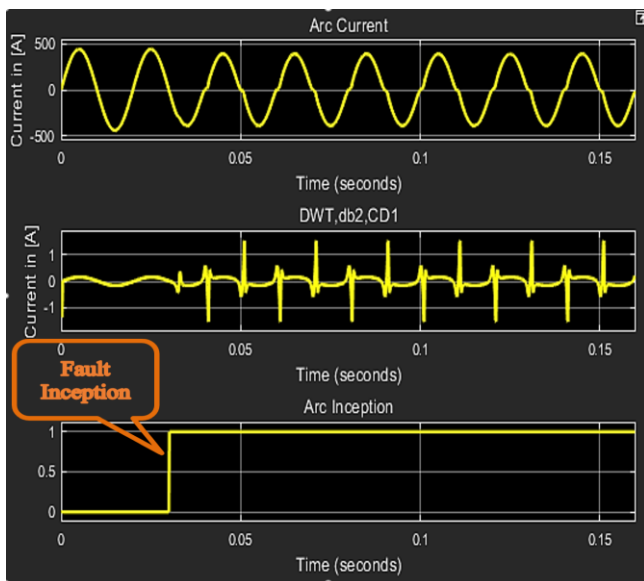 Arc Current
Current in [A]
500
0
-500
0
0.05
0.1
0.15
Time (seconds)
DWT,db2,CD1
Current in [A]
1
0
-1
0
0.05
0.1
0.15
Time (seconds)
Fault
Inception
Arc Inception
1
0.5
0
0
0.05
0.1
0.15
Time (seconds)